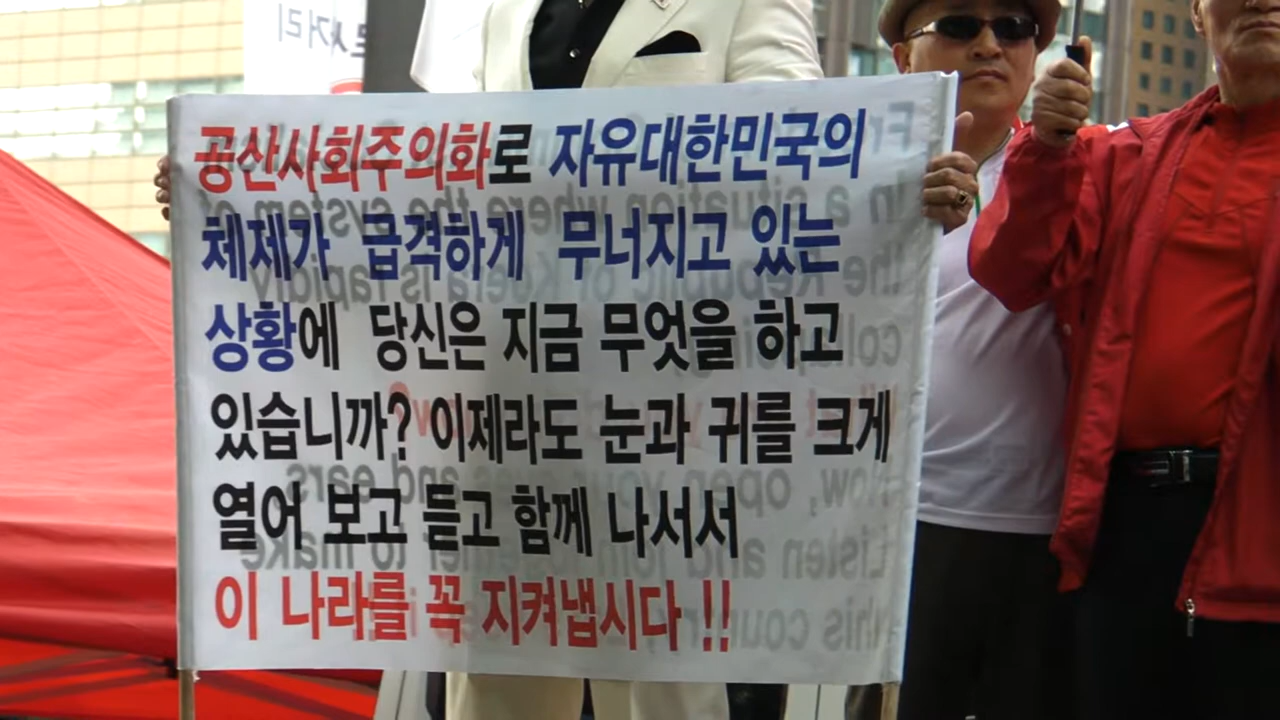 공산사회주의화로 자유대한민국의
체제가 급격하게 무너지고 있는
상황에 당신은 지금 무엇을 하고
있습니까? 이제라도 눈과 귀를 크게
열어 보고 듣고 함께 나서서
이 나라를 꼭 지켜냅시다 !!